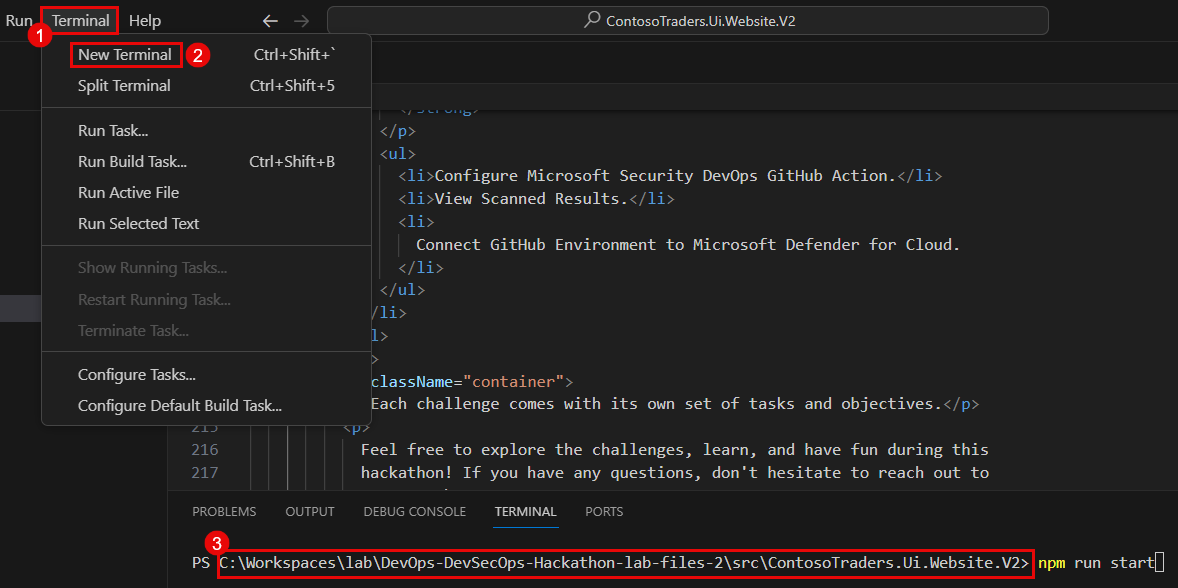 Run Terminal Help ContosoTraders.Ui.Website.V2
1
New Terminal Ctrl+Shift+`
2
Split Terminal Ctrl+Shift+5
Run Task...
Run Build Task... Ctrl+Shift+B
Run Active File
Run Selected Text
Show Running Tasks...
Restart Running Task...
Terminate Task...
Configure Tasks...
Configure Default Build Task...
</strong>
</p>
<ul>
<li>Configure Microsoft Security DevOps GitHub Action.</li>
<li>View Scanned Results.</li>
<li>
Connect GitHub Environment to Microsoft Defender for Cloud.
</li>
</ul>
/li>
l>
>
className="container">
Each challenge comes with its own set of tasks and objectives.</p>
215 <p>
216 Feel free to explore the challenges, learn, and have fun during this
217 hackathon! If you have any questions, don't hesitate to reach out to
PROBLEMS OUTPUT DEBUG CONSOLE TERMINAL PORTS
3
PS C:\Workspaces\lab\DevOps-DevSecOps-Hackathon-lab-files-2\src\ContosoTraders.Ui.Website.V2> npm run start